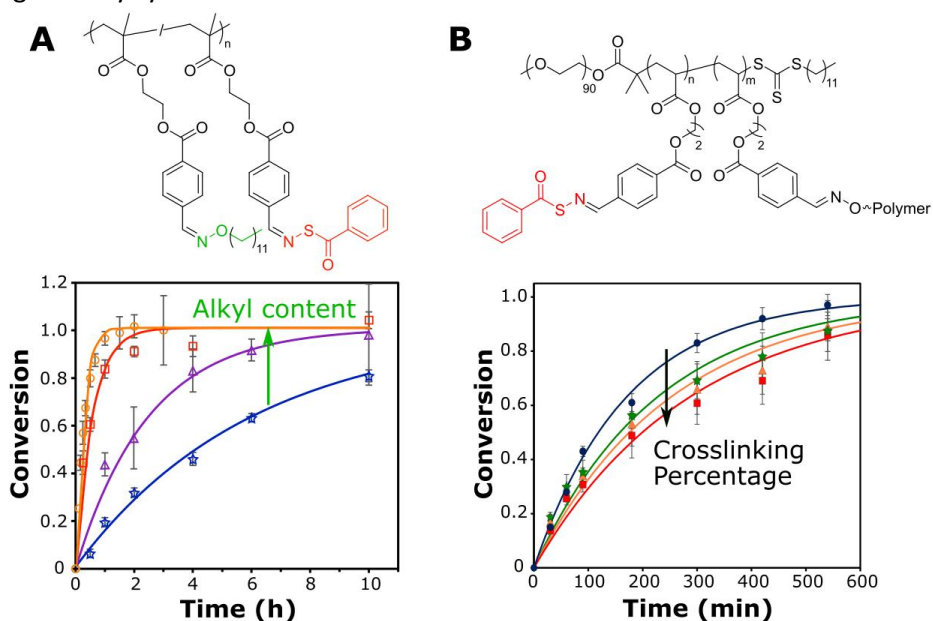 A
B
n
O
O
O
O
O
O
O
O
N
O
11
N
S
O
O
90
O
n
m
S
S
S
11
O
O
O
O
2
2
O
O
O
O
O
S
N
N
O
Polymer
1.2
1.0
0.8
0.6
0.4
0.2
0
0
2
4
6
8
10
Conversion
Time (h)
Alkyl content
1.0
0.8
0.6
0.4
0.2
0
0
100
200
300
400
500
600
Conversion
Time (min)
Crosslinking
Percentage